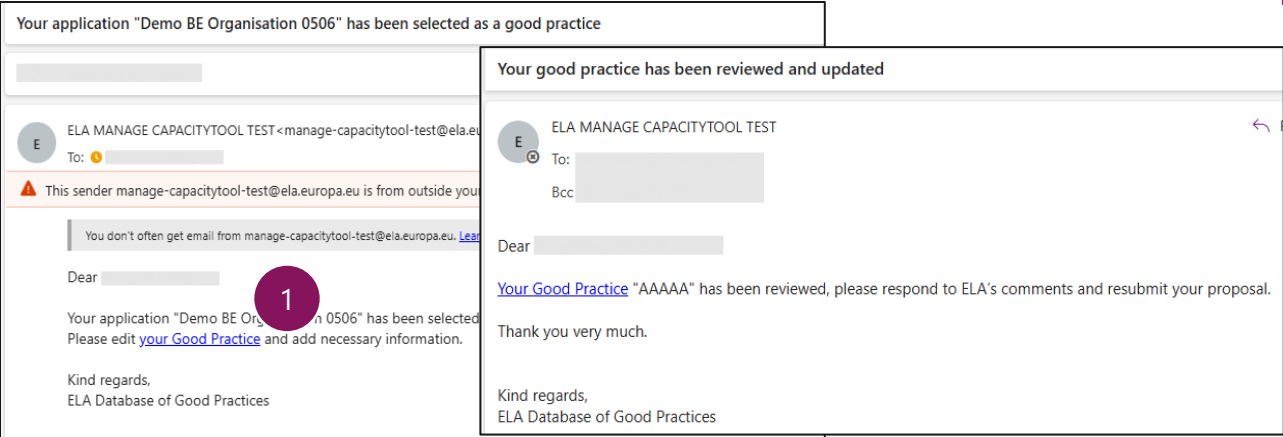 Your application "Demo BE Organisation 0506" has been selected as a good practice
E
ELA MANAGE CAPACITYTOOL TEST<manage-capacitytool-test@ela.eu
To:
This sender manage-capacitytool-test@ela.europa.eu is from outside your
You don't often get email from manage-capacitytool-test@ela.europa.eu. Lear
Dear
1
Your application "Demo BE Org n 0506" has been selected
Please edit your Good Practice and add necessary information.
Kind regards,
ELA Database of Good Practices
Your good practice has been reviewed and updated
E
ELA MANAGE CAPACITYTOOL TEST
To:
Bcc
Dear
Your Good Practice "AAAAA" has been reviewed, please respond to ELA's comments and resubmit your proposal.
Thank you very much.
Kind regards,
ELA Database of Good Practices